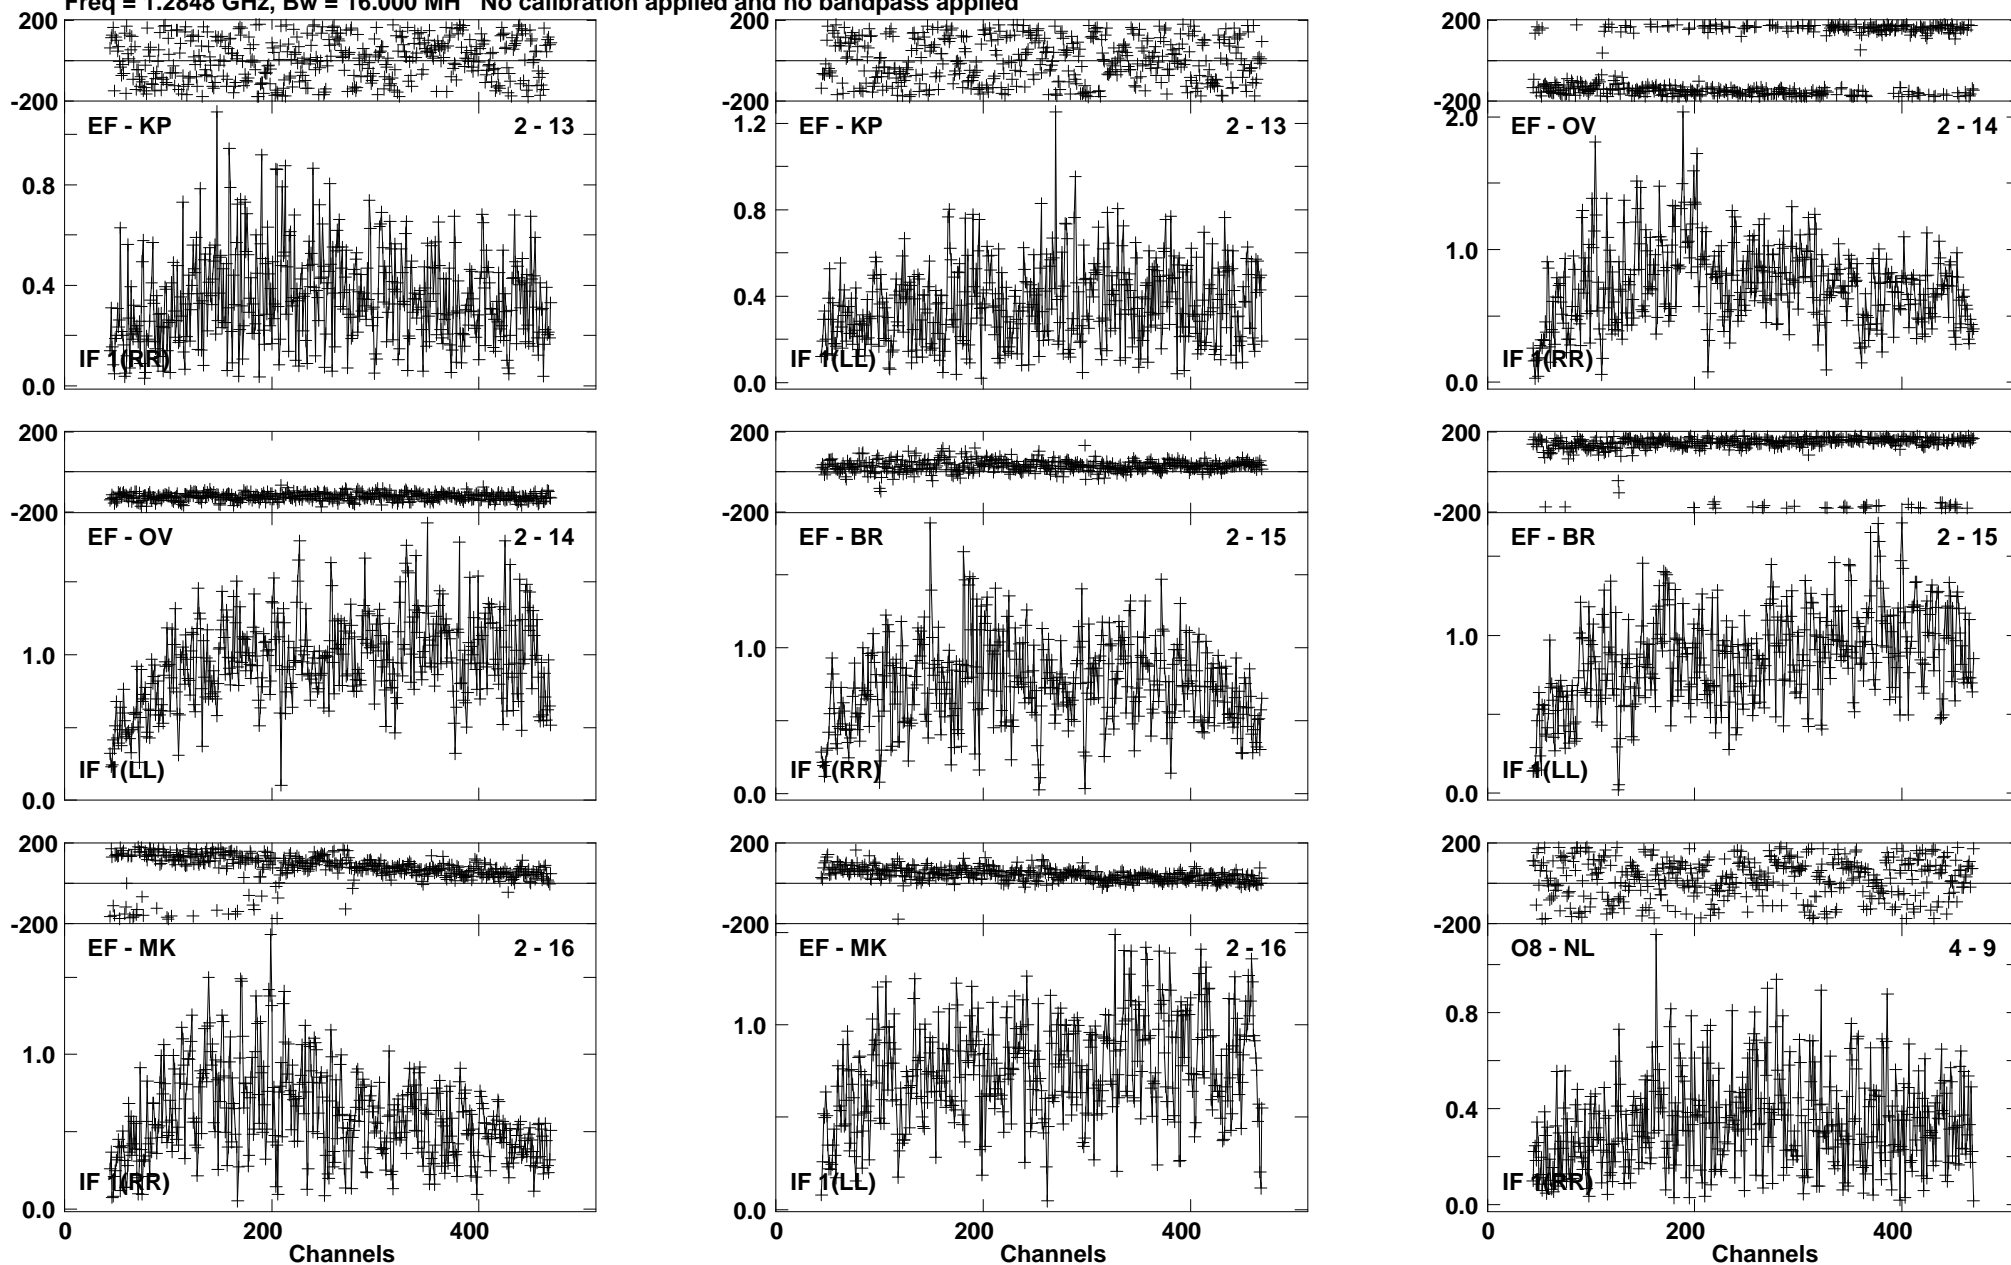 Freq = 1.2848 GHz, Bw = 16.000 MH No calibration applied and no bandpass applied
200 200 200
-200 -200 -200
EF - KP 2 - 13 EF - KP 2 - 13 EF - OV 2 - 14
1.2 2.0
0.8 0.8 1.0
0.4 0.4
IF 1(RR) IF 1(LL) IF 1(RR)
0.0 0.0 0.0
200 200 200
-200 -200 -200
EF - OV 2 - 14 EF - BR 2 - 15 EF - BR 2 - 15
1.0 1.0 1.0
IF 1(LL) IF 1(RR) IF 1(LL)
0.0 0.0 0.0
200 200 200
-200 -200 -200
EF - MK 2 - 16 EF - MK 2 - 16 O8 - NL 4 - 9
1.0 1.0 0.8
0.4
IF 1(RR) IF 1(LL) IF 1(RR)
0.0 0.0 0.0
0 200 400 0 200 400 0 200 400
Channels Channels Channels